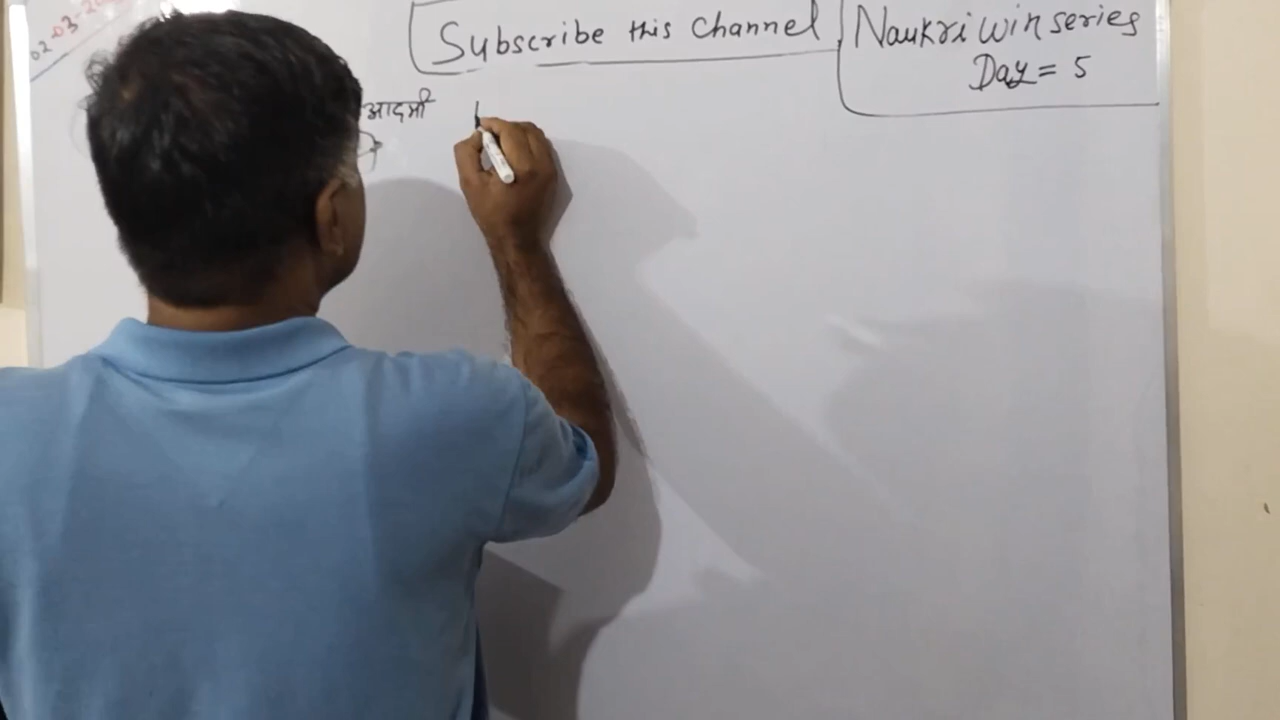 02-03-20
Subscribe this Channel
Naukri win series
Day = 5
आदमी